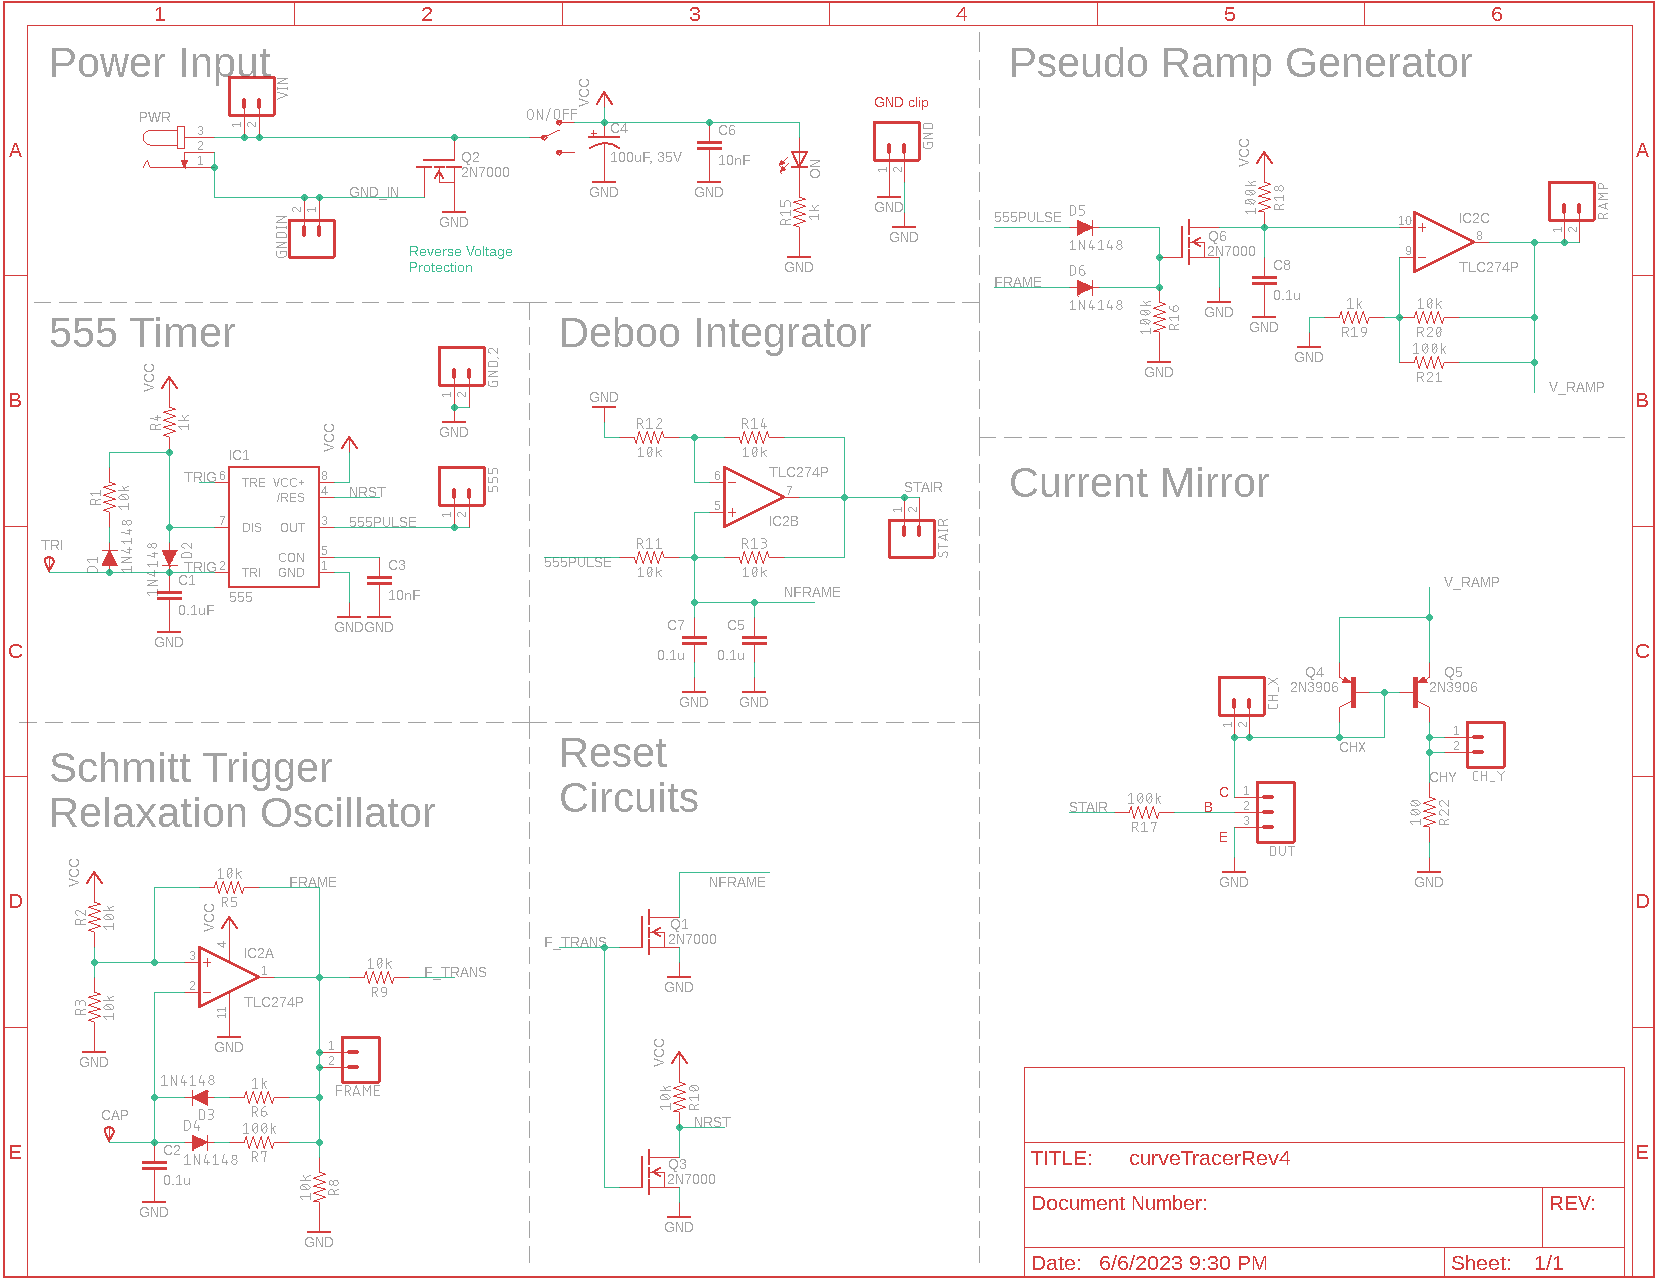 1 2 3 4 5 6
A
B
C
D
E
A
B
C
D
E
Power Input
VIN
1 2
PWR
3
2
1
GND_IN
2 1
GNDIN
Q2
2N7000
GND
Reverse Voltage
Protection
ON/OFF
VCC
C4
100uF, 35V
GND
C6
10nF
GND
ON
R15
1k
GND
GND clip
GND
1 2
GND
GND
Pseudo Ramp Generator
555PULSE
D5
1N4148
FRAME
D6
1N4148
100k
R16
GND
Q6
2N7000
GND
VCC
100k
R18
C8
0.1u
GND
10
9
8
IC2C
TLC274P
RAMP
1 2
1k
R19
GND
10k
R20
100k
R21
V_RAMP
555 Timer
VCC
R4
1k
R1
10k
D1
1N4148
1N4148
D2
TRI
TRIG
TRIG
C1
0.1uF
GND
IC1
6
7
2
TRE
DIS
TRI
VCC+
/RES
OUT
CON
GND
8
4
3
5
1
555
VCC
NRST
555PULSE
C3
10nF
GND
GND
GND.2
1 2
GND
555
1 2
Deboo Integrator
GND
R12
10k
R14
10k
TLC274P
6
5
7
IC2B
555PULSE
R11
10k
R13
10k
NFRAME
C7
0.1u
GND
C5
0.1u
GND
STAIR
1 2
STAIR
Current Mirror
V_RAMP
Q4
2N3906
Q5
2N3906
CH_X
1 2
CHX
1
2
CH_Y
CHY
100
R22
GND
STAIR
100k
R17
C
B
E
1
2
3
DUT
GND
Schmitt Trigger
Relaxation Oscillator
VCC
R2
10k
R3
10k
GND
10k
R5
FRAME
VCC
4
3
2
1
11
IC2A
TLC274P
GND
10k
R9
F_TRANS
1
2
FRAME
1N4148
D3
1k
R6
D4
1N4148
100k
R7
CAP
C2
0.1u
GND
10k
R8
GND
Reset
Circuits
NFRAME
F_TRANS
Q1
2N7000
GND
VCC
10k
R10
NRST
Q3
2N7000
GND
TITLE: curveTracerRev4
Document Number:
REV:
Date: 6/6/2023 9:30 PM
Sheet: 1/1